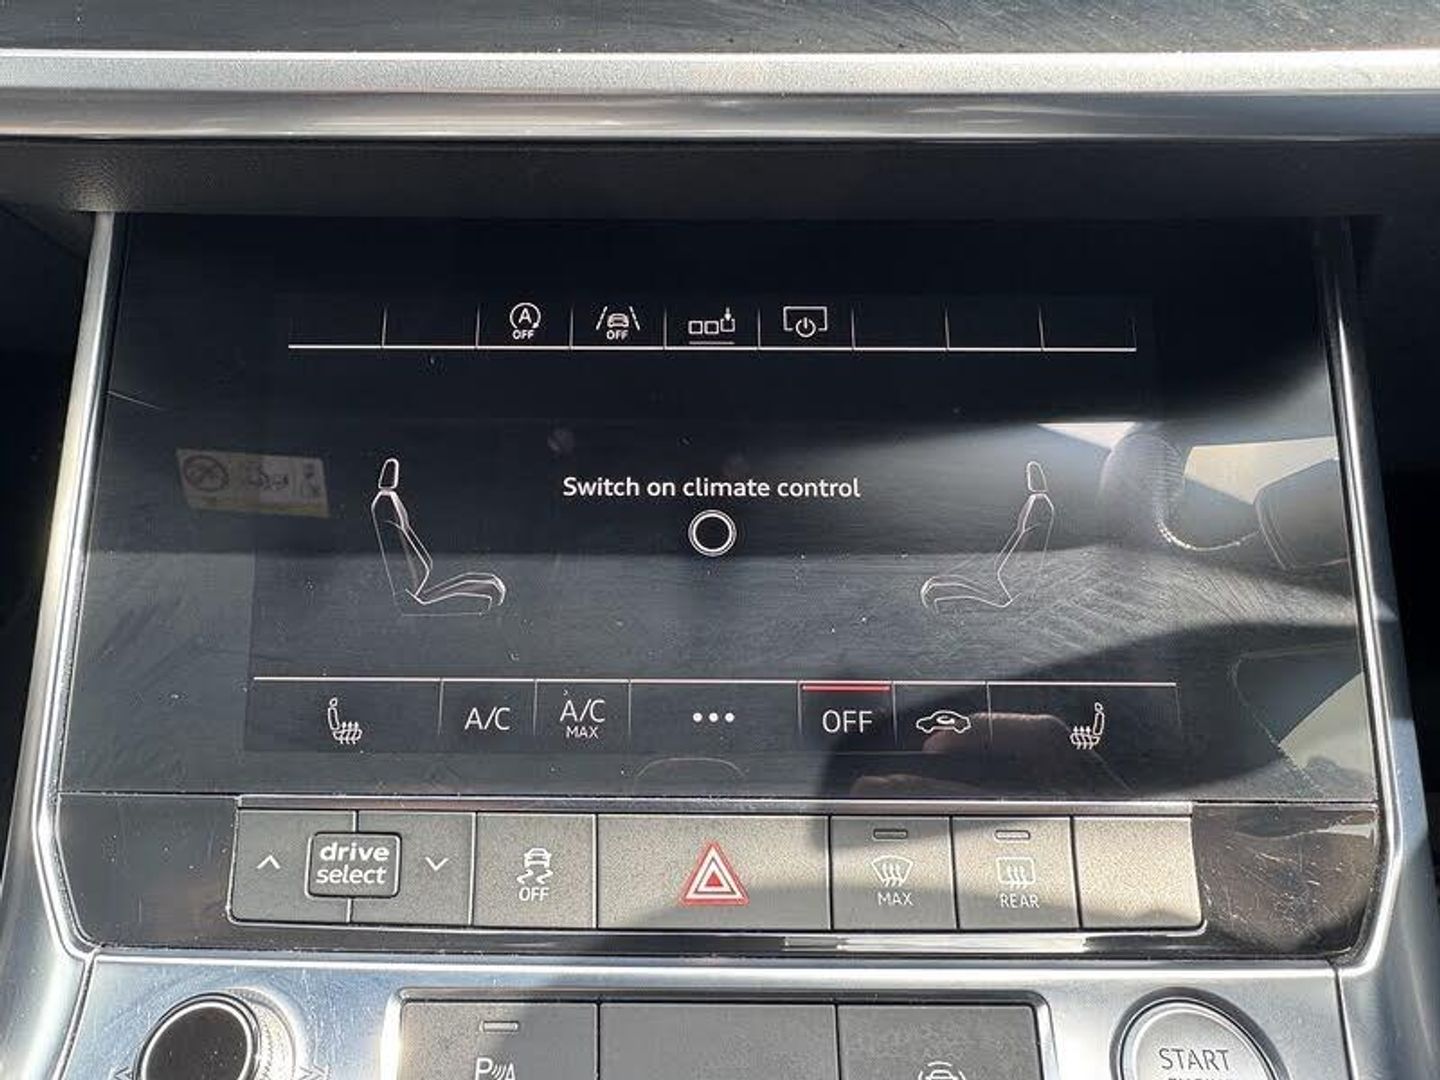 A
OFF
OFF
Switch on climate control
A/C
A/C
MAX
OFF
drive
select
OFF
MAX
REAR
START